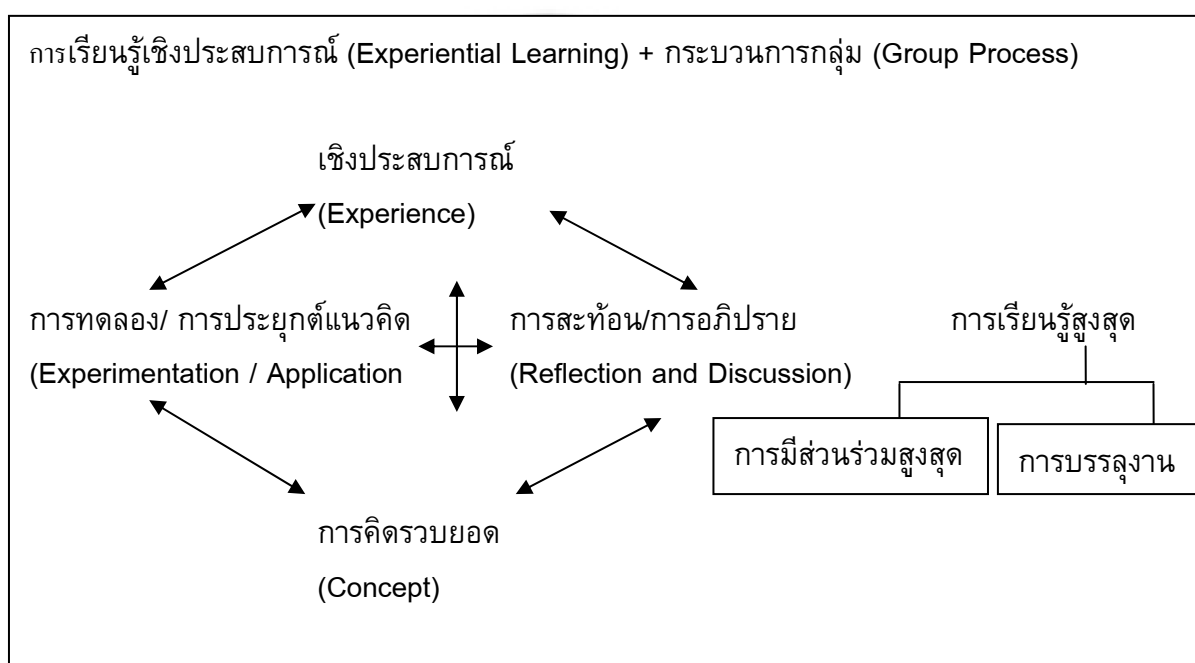 การเรียนรู้เชิงประสบการณ์ (Experiential Learning) + กระบวนการกลุ่ม (Group Process)
เชิงประสบการณ์
(Experience)
การทดลอง/ การประยุกต์แนวคิด
(Experimentation / Application
การสะท้อน/การอภิปราย
(Reflection and Discussion)
การเรียนรู้สูงสุด
การมีส่วนร่วมสูงสุด
การบรรลุงาน
การคิดรวบยอด
(Concept)